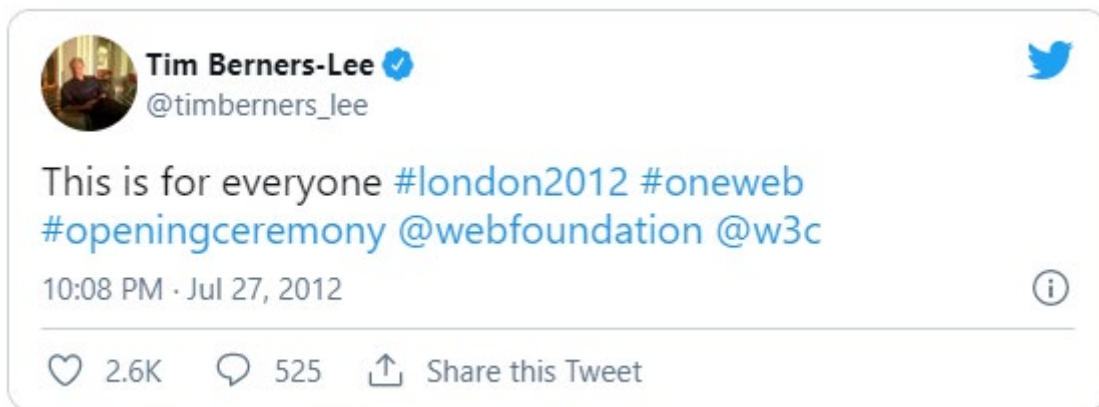 Tim Berners-Lee
@timberners_lee
This is for everyone #london2012 #oneweb
#openingceremony @webfoundation @w3c
10:08 PM · Jul 27, 2012
2.6K 525 Share this Tweet